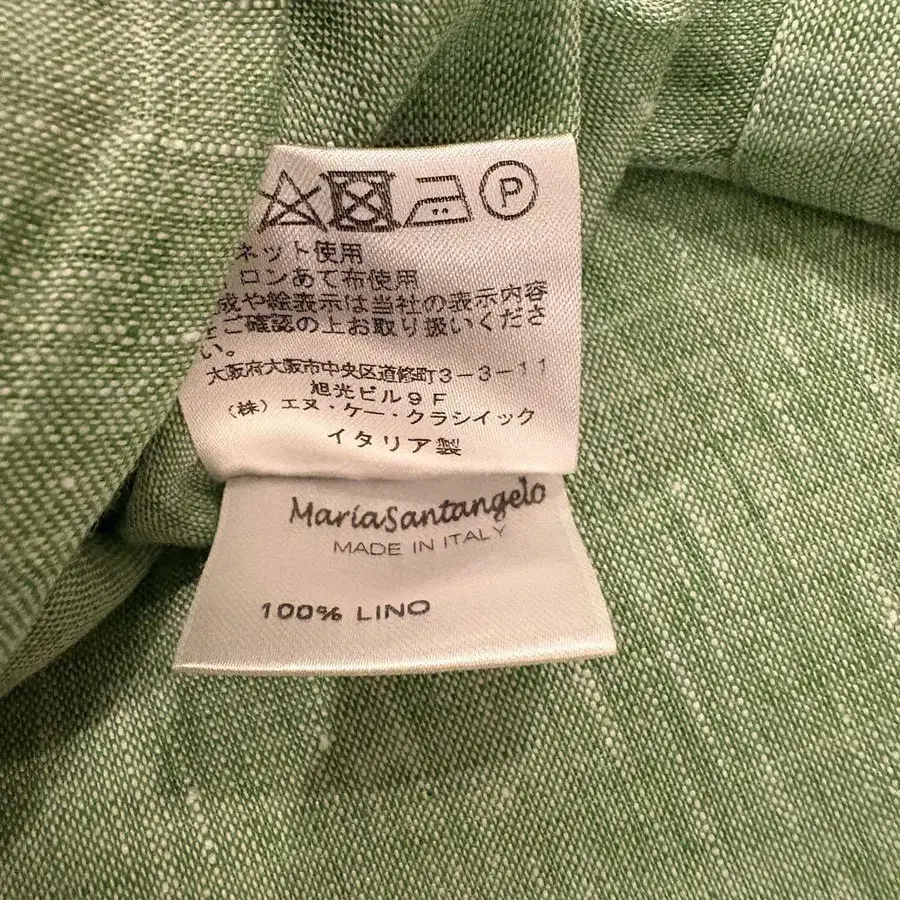 P
ネット使用
ロンあて布使用
成や絵表示は当社の表示内容
をご確認の上お取り扱いくださ
い。
大阪府大阪市中央区道修町3-3-11
旭光ビル9F
（株）エヌ・ケー・クラシイック
イタリア製
MariaSantangelo
MADE IN ITALY
100% LINO